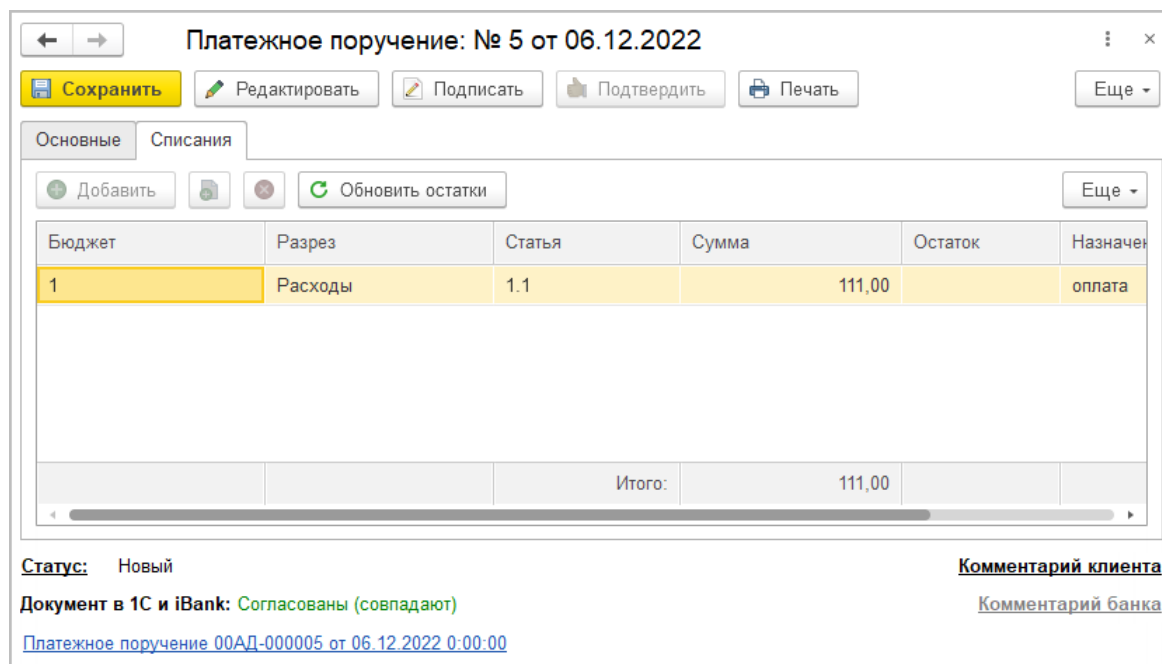 Платежное поручение: № 5 от 06.12.2022
Сохранить Редактировать Подписать Подтвердить Печать Еще
Основные Списания
Добавить Обновить остатки Еще
Бюджет Разрез Статья Сумма Остаток Назначен
1 Расходы 1.1 111,00 оплата
Итого: 111,00
Статус: Новый Комментарий клиента
Документ в 1С и iBank: Согласованы (совпадают) Комментарий банка
Платежное поручение 00АД-000005 от 06.12.2022 0:00:00